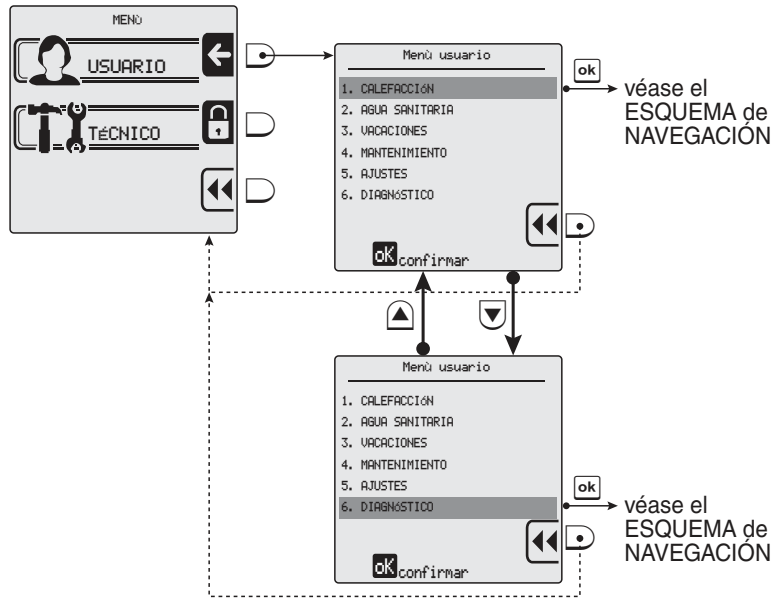 MENù
USUARIO
TÉCNICO
Menù usuario
1. CALEFACCIóN
2. AGUA SANITARIA
3. VACACIONES
4. MANTENIMIENTO
5. AJUSTES
6. DIAGNóSTICO
oK confirmar
ok
véase el
ESQUEMA de
NAVEGACIÓN
Menù usuario
1. CALEFACCIóN
2. AGUA SANITARIA
3. VACACIONES
4. MANTENIMIENTO
5. AJUSTES
6. DIAGNóSTICO
oK confirmar
ok
véase el
ESQUEMA de
NAVEGACIÓN